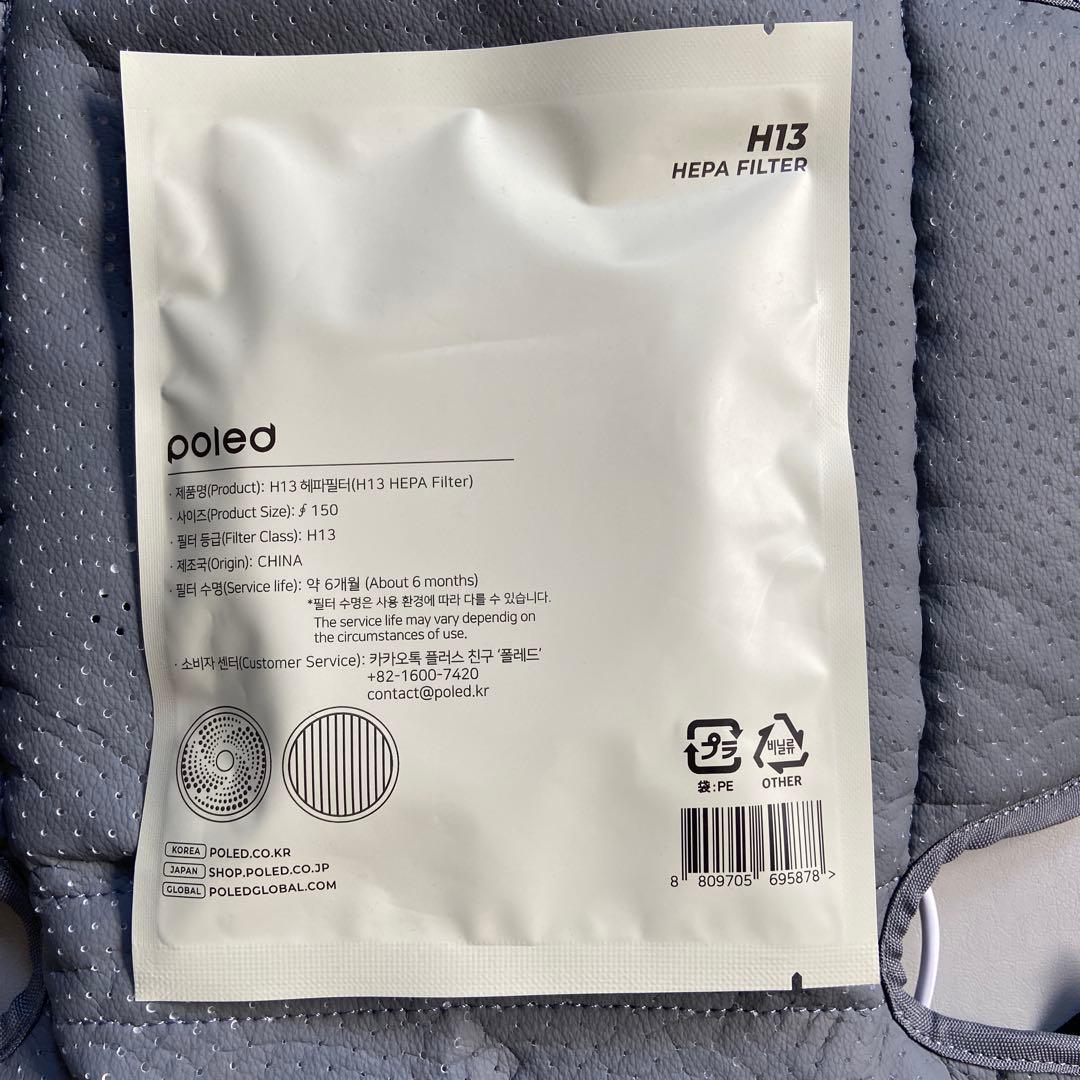 H13
HEPA FILTER
poled
· 제품명(Product): H13 헤파필터(H13 HEPA Filter)
· 사이즈(Product Size): ∮ 150
· 필터 등급(Filter Class): H13
· 제조국(Origin): CHINA
· 필터 수명(Service life): 약 6개월 (About 6 months)
*필터 수명은 사용 환경에 따라 다를 수 있습니다.
The service life may vary dependig on
the circumstances of use.
· 소비자 센터(Customer Service): 카카오톡 플러스 친구 '폴레드'
+82-1600-7420
contact@poled.kr
プラ
袋:PE
비닐류
OTHER
KOREA POLED.CO.KR
JAPAN SHOP.POLED.CO.JP
GLOBAL POLEDGLOBAL.COM
8 809705 695878 >